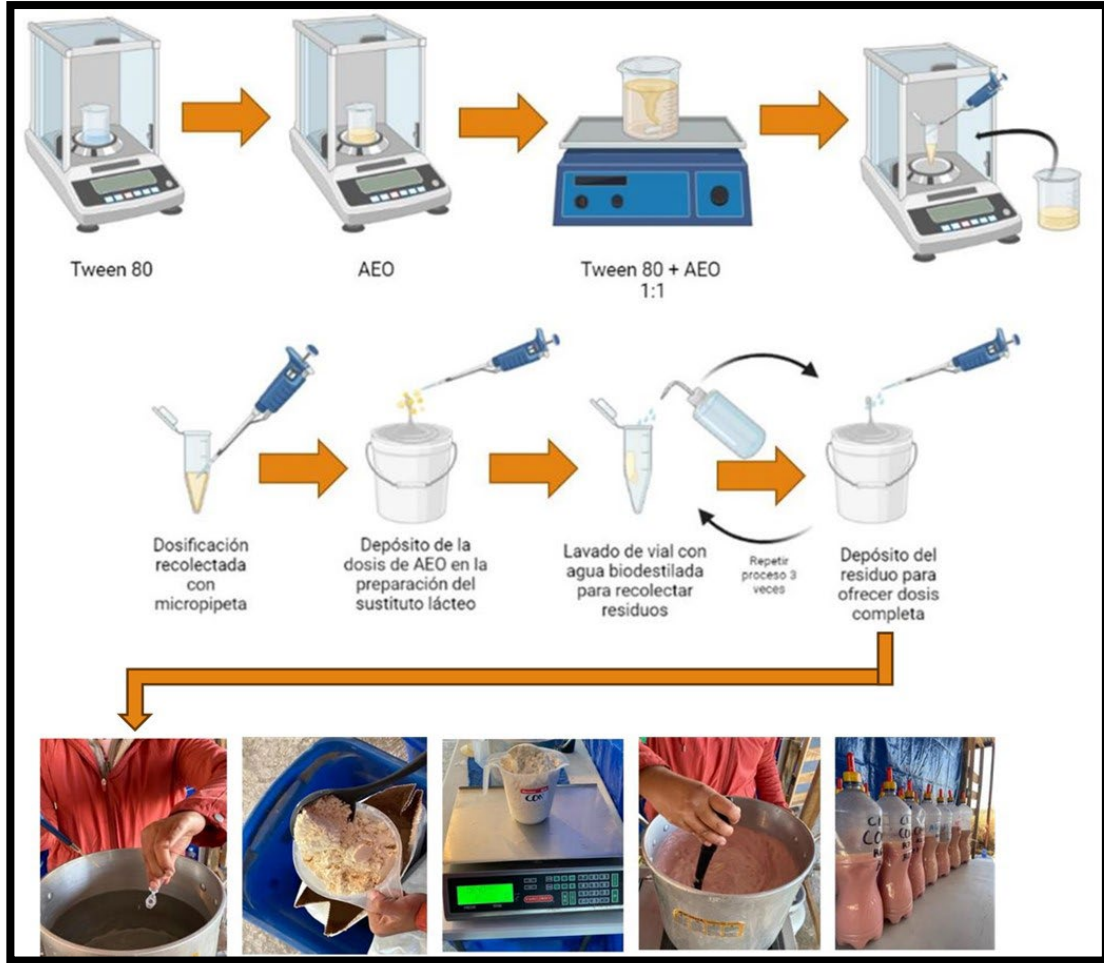 Tween 80
AEO
Tween 80 + AEO
1:1
Dosificación
recolectada
con
micropipeta
Depósito de la
dosis de AEO en la
preparación del
sustituto lácteo
Lavado de vial con
agua biodestilada
para recolectar
residuos
Repetir
proceso 3
veces
Depósito del
residuo para
ofrecer dosis
completa
CON